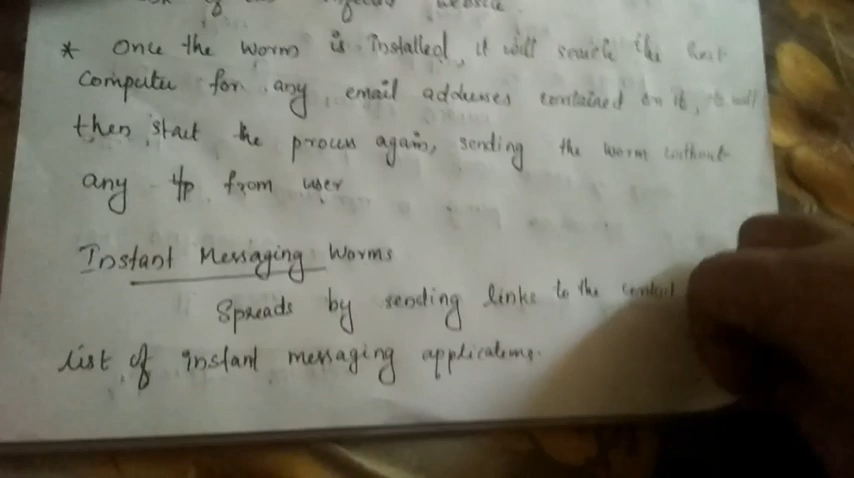 of website
* Once the worm is Installed, it will search the host
Computer for any email addresses contained on it, it will
then start the process again, sending the worm without
any I/p from user
Instant Messaging Worms
Spreads by sending links to the contact
list of instant messaging applications.